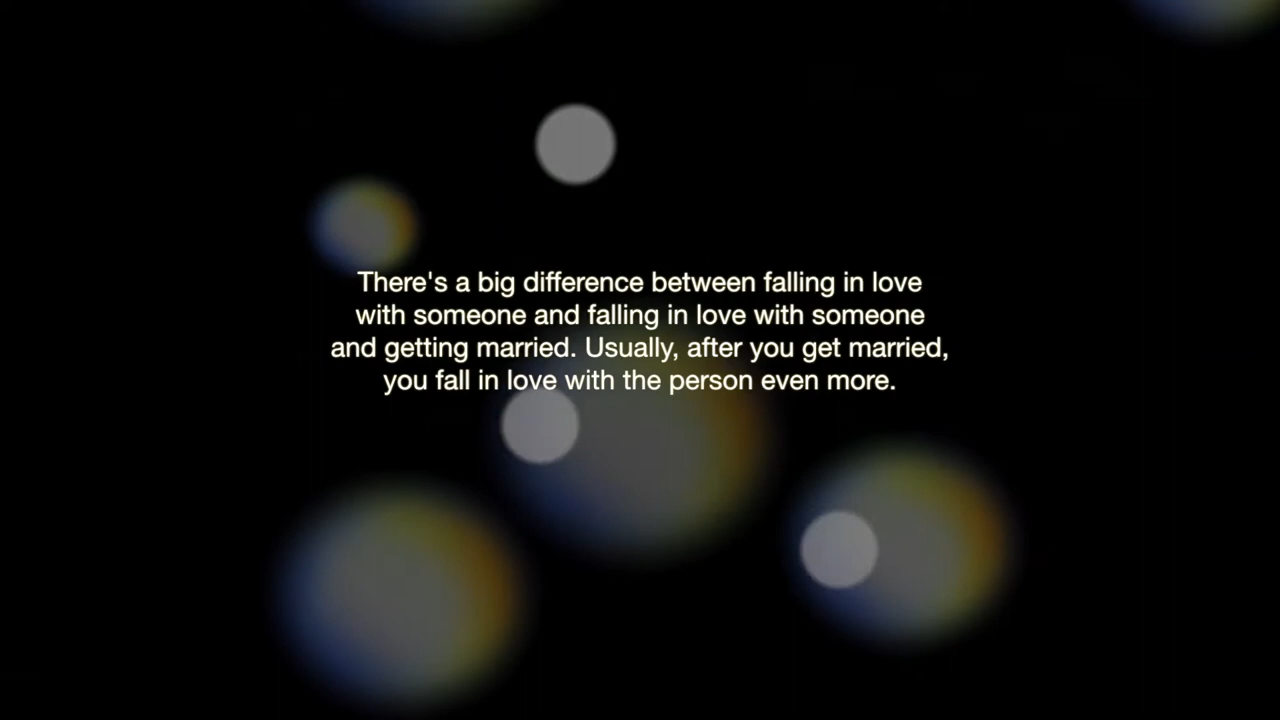 There's a big difference between falling in love
with someone and falling in love with someone
and getting married. Usually, after you get married,
you fall in love with the person even more.